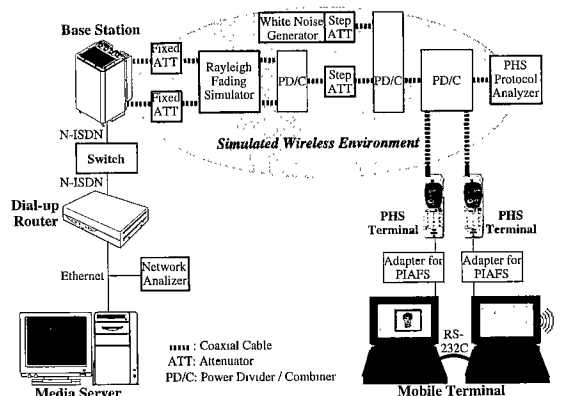 Base Station
Fixed
ATT
Fixed
ATT
Rayleigh
Fading
Simulator
White Noise
Generator
Step
ATT
PD/C
Step
ATT
PD/C
PD/C
PHS
Protocol
Analyzer
Simulated Wireless Environment
N-ISDN
Switch
N-ISDN
Dial-up
Router
Ethernet
Network
Analizer
Media Server
PHS
Terminal
PHS
Terminal
Adapter for
PIAFS
Adapter for
PIAFS
RS-
232C
Mobile Terminal
: Coaxial Cable
ATT: Attenuator
PD/C: Power Divider / Combiner